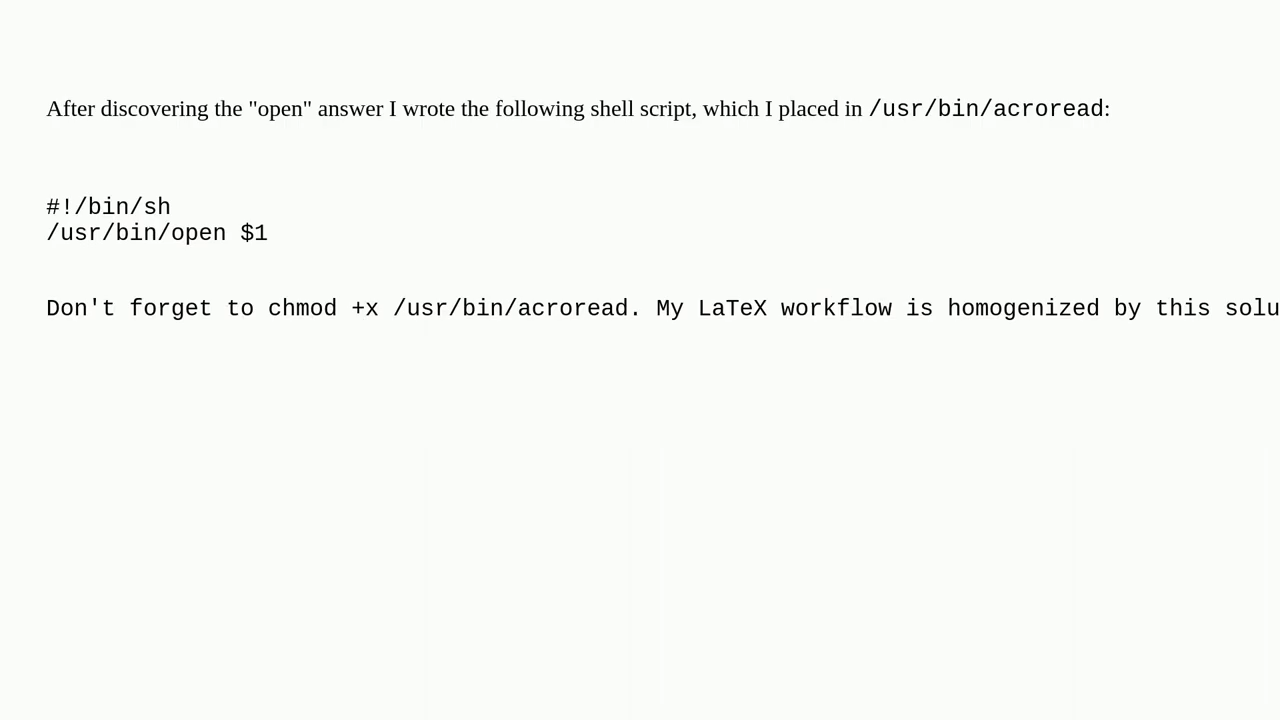 After discovering the "open" answer I wrote the following shell script, which I placed in /usr/bin/acroread:
#!/bin/sh
/usr/bin/open $1
Don't forget to chmod +x /usr/bin/acroread. My LaTeX workflow is homogenized by this